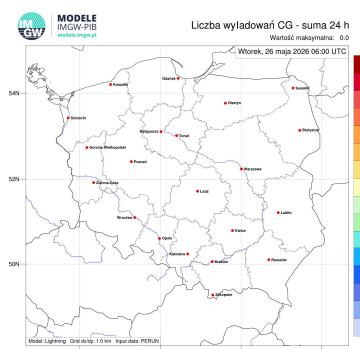 MODELE
IMGW-PIB
modele.imgw.pl
IM
GW
Liczba wyładowań CG - suma 24 h
Wartość maksymalna: 0.0
Wtorek, 26 maja 2026 06:00 UTC
54N
52N
50N
Gdańsk
Koszalin
Suwałki
Olsztyn
Szczecin
Białystok
Bydgoszcz
Toruń
Gorzów Wielkopolski
Poznań
Warszawa
Zielona Góra
Łódź
Lublin
Wrocław
Kielce
Opole
Katowice
Kraków
Rzeszów
Zakopane
Model: Lightning Grid ds/dy: 1.0 km Input data: PERUN